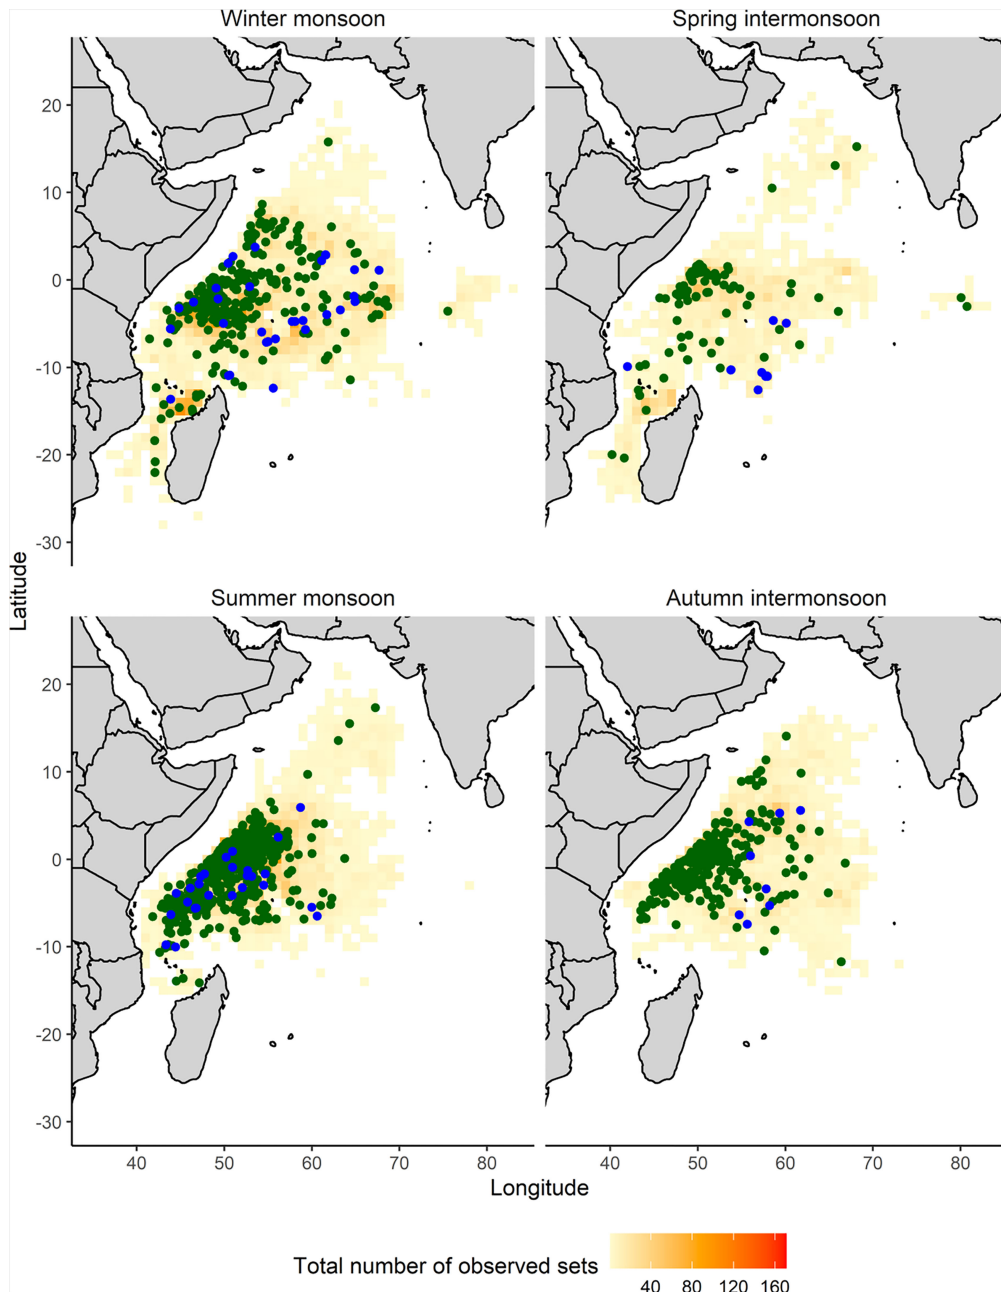 Winter monsoon
Spring intermonsoon
20
10
0
-10
-20
-30
Latitude
Summer monsoon
Autumn intermonsoon
20
10
0
-10
-20
-30
40 50 60 70 80
40 50 60 70 80
Longitude
Total number of observed sets
40 80 120 160